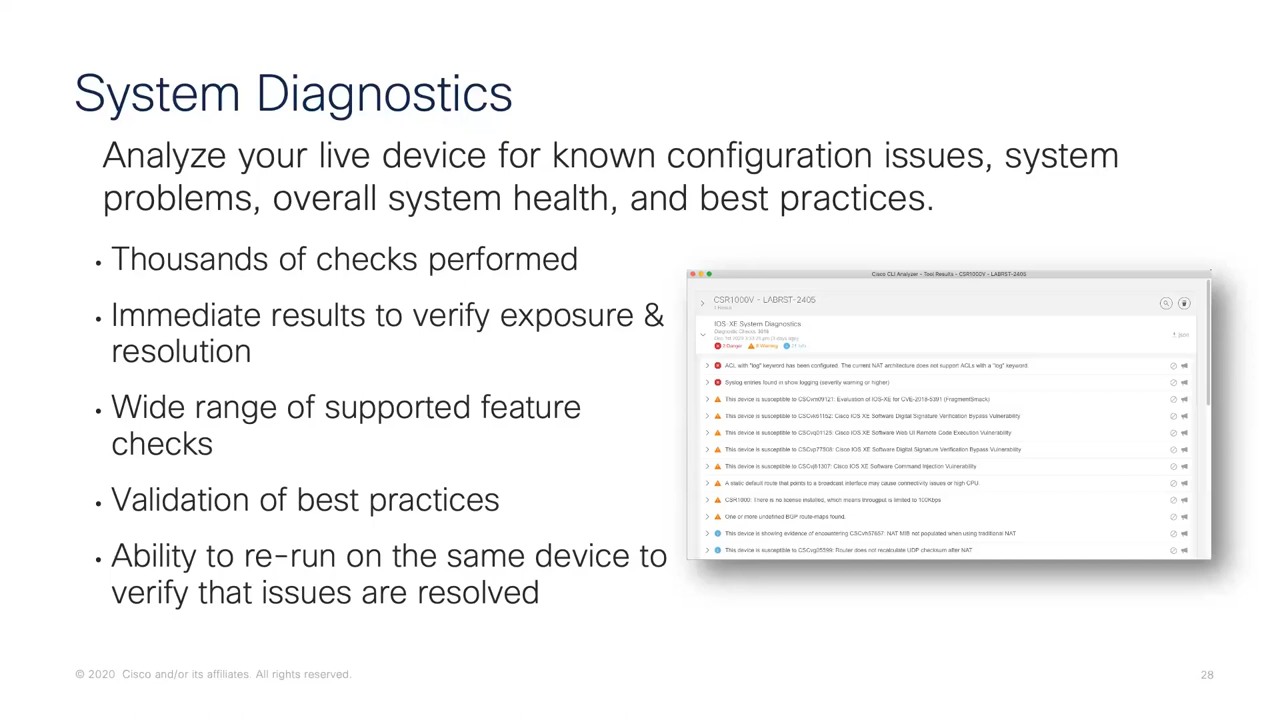 System Diagnostics
Analyze your live device for known configuration issues, system
problems, overall system health, and best practices.
• Thousands of checks performed
• Immediate results to verify exposure &
resolution
• Wide range of supported feature
checks
• Validation of best practices
• Ability to re-run on the same device to
verify that issues are resolved
Cisco CLI Analyzer - Tool Results - CSR1000V - LABRST-2405
CSR1000V - LABRST-2405
IOS-XE System Diagnostics
ACL with "log" keyword has been configured. The current NAT architecture does not support ACLs with a "log" keyword.
Syslog entries found in show logging (severity warning or higher)
This device is susceptible to CSCvm09121: Evaluation of IOS-XE for CVE-2018-5391 (FragmentSmack)
This device is susceptible to Cisco IOS XE Software Digital Signature Verification Bypass Vulnerability
This device is susceptible to CSCvq01125: Cisco IOS XE Software Web UI Remote Code Execution Vulnerability
This device is susceptible to Cisco IOS XE Software Digital Signature Verification Bypass Vulnerability
This device is susceptible to Cisco IOS XE Software Command Injection Vulnerability
A static default route that points to a broadcast interface may cause connectivity issues or high CPU.
CSR1000: There is no license installed, which means througput is limited to 100Kbps
One or more undefined BGP route-maps found.
This device is showing evidence of encountering CSCvh57657: NAT MIB not populated when using traditional NAT
This device is susceptible to CSCvg05599: Router does not recalculate UDP checksum after NAT
© 2020 Cisco and/or its affiliates. All rights reserved.
28